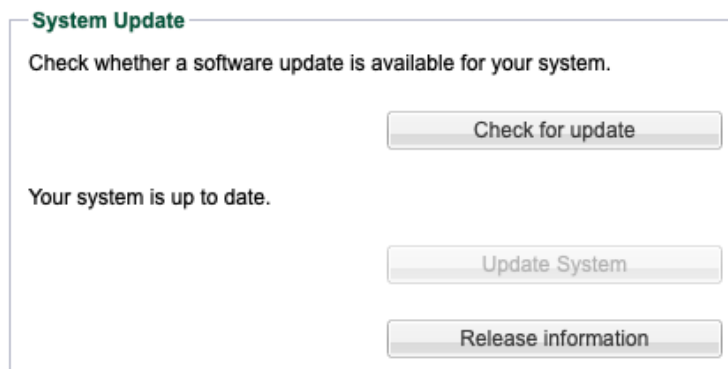 System Update
Check whether a software update is available for your system.
Check for update
Your system is up to date.
Update System
Release information